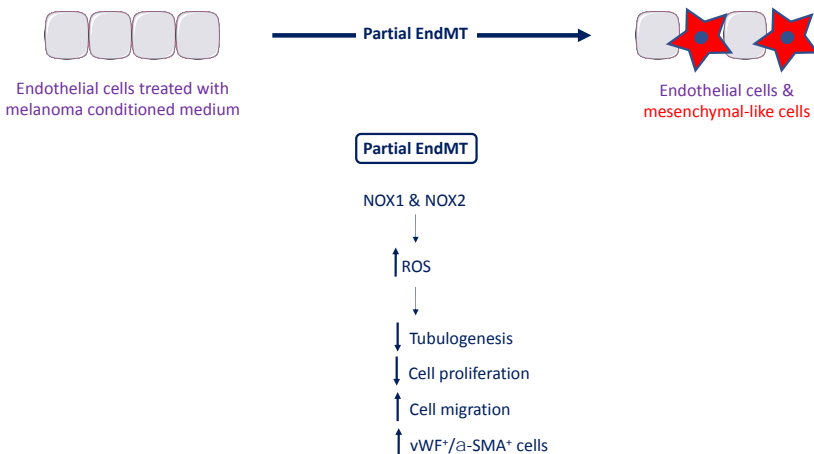 Partial EndMT
Endothelial cells treated with
melanoma conditioned medium
Endothelial cells &
mesenchymal-like cells
Partial EndMT
NOX1 & NOX2
ROS
Tubulogenesis
Cell proliferation
Cell migration
vWF⁺/a-SMA⁺ cells